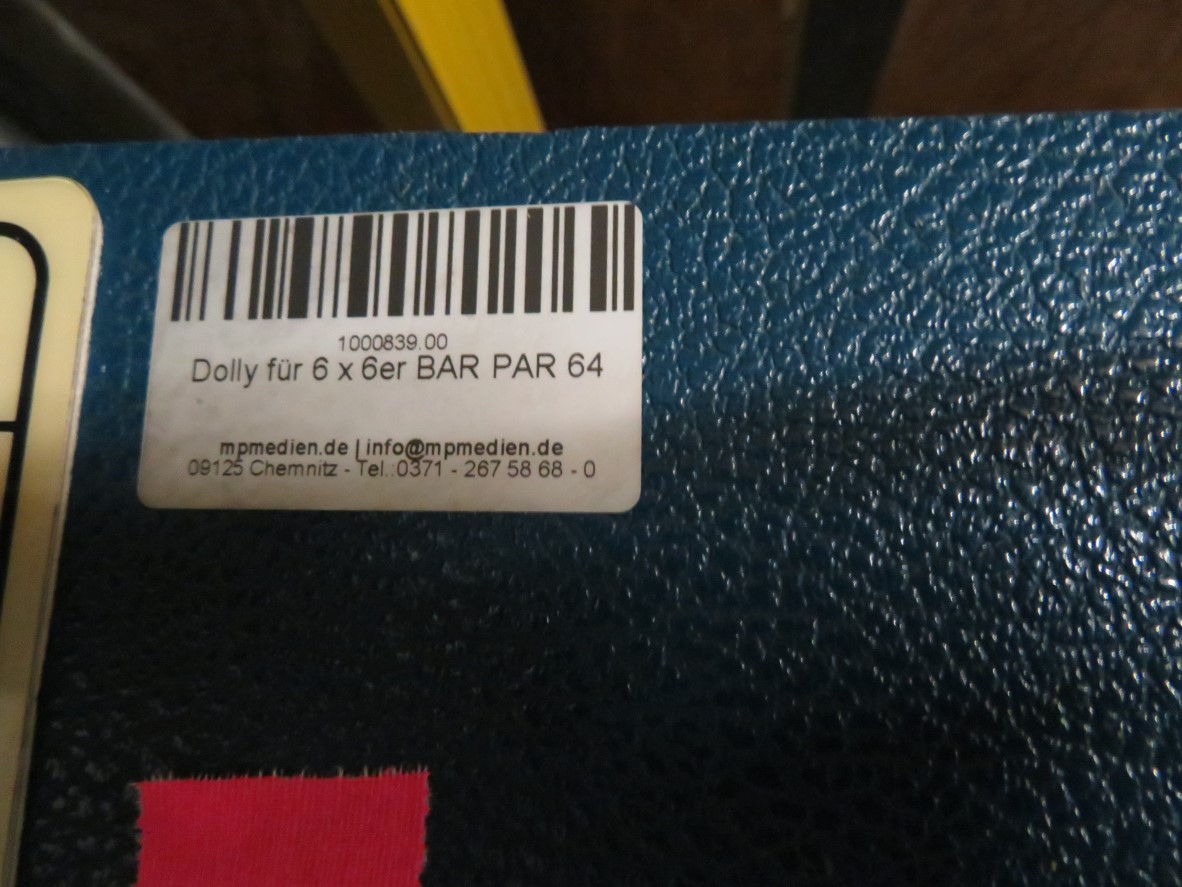 1000839.00
Dolly für 6 x 6er BAR PAR 64
mpmedien.de | info@mpmedien.de
09125 Chemnitz - Tel.:0371 - 267 58 68 - 0